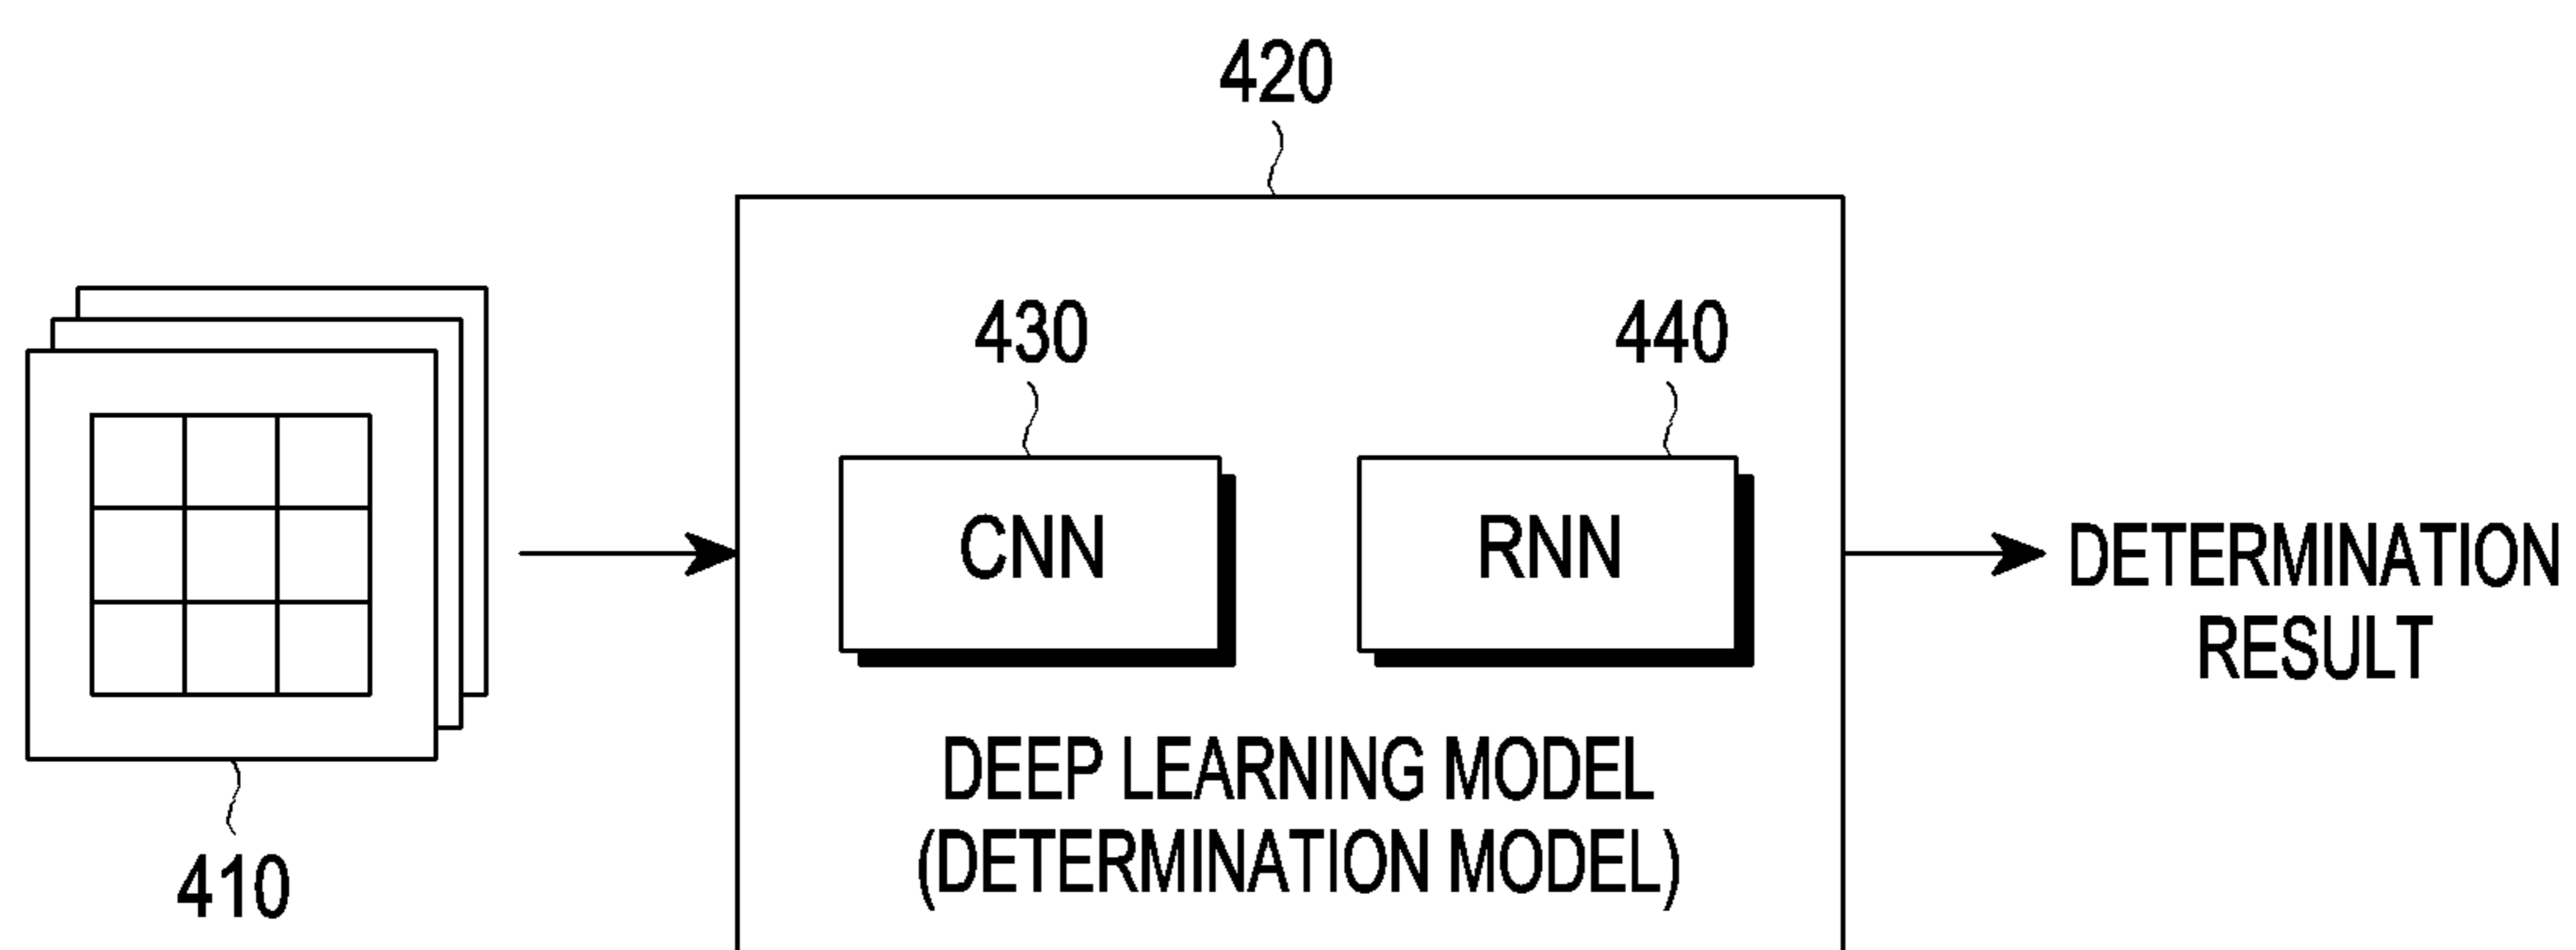 420
430
440
CNN
RNN
DETERMINATION
RESULT
DEEP LEARNING MODEL
(DETERMINATION MODEL)
410